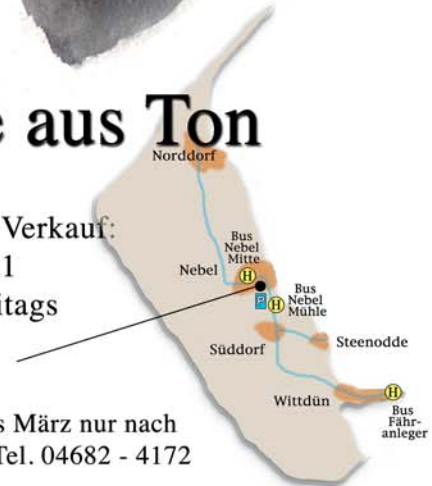 e aus Ton
Norddorf
Verkauf:
1
itags
Bus
Nebel
Mitte
H
Nebel
Bus
Nebel
Mühle
P
H
Süddorf
Steenodde
Wittdün
H
Bus
Fähr-
anleger
s März nur nach
Tel. 04682 - 4172